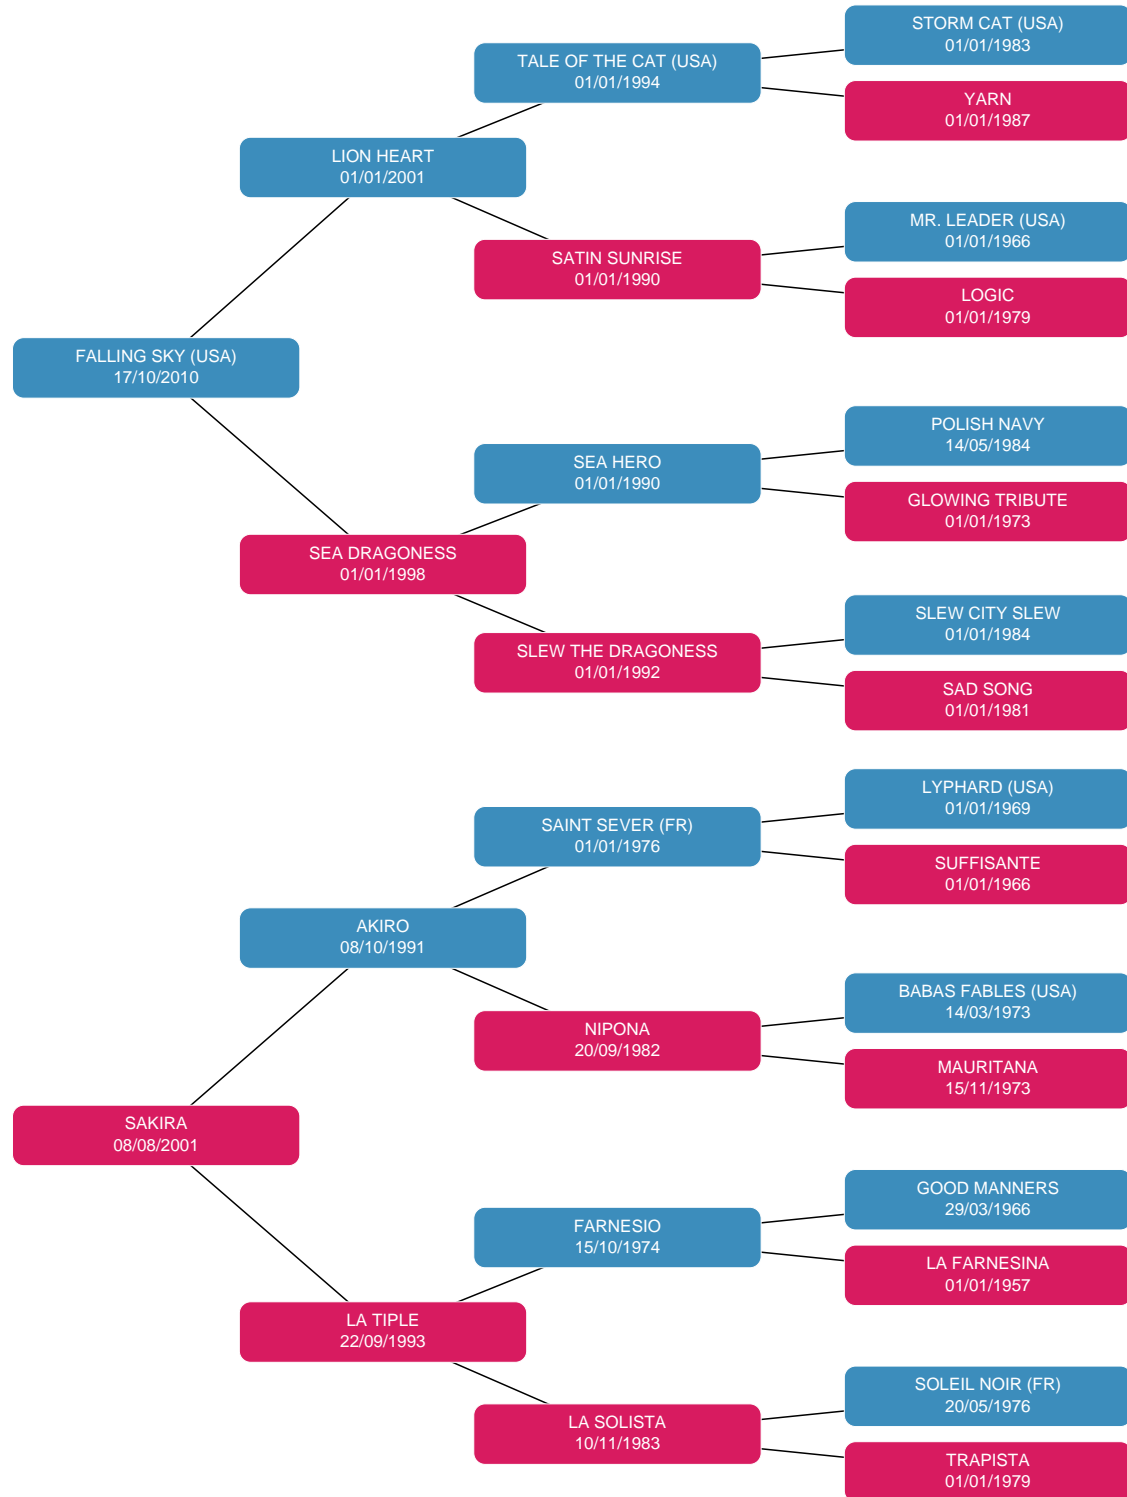 STORM CAT (USA)
01/01/1983
TALE OF THE CAT (USA)
01/01/1994
YARN
01/01/1987
LION HEART
01/01/2001
MR. LEADER (USA)
01/01/1966
SATIN SUNRISE
01/01/1990
LOGIC
01/01/1979
FALLING SKY (USA)
17/10/2010
POLISH NAVY
14/05/1984
SEA HERO
01/01/1990
GLOWING TRIBUTE
01/01/1973
SEA DRAGONESS
01/01/1998
SLEW CITY SLEW
01/01/1984
SLEW THE DRAGONESS
01/01/1992
SAD SONG
01/01/1981
LYPHARD (USA)
01/01/1969
SAINT SEVER (FR)
01/01/1976
SUFFISANTE
01/01/1966
AKIRO
08/10/1991
BABAS FABLES (USA)
14/03/1973
NIPONA
20/09/1982
MAURITANA
15/11/1973
SAKIRA
08/08/2001
GOOD MANNERS
29/03/1966
FARNESIO
15/10/1974
LA FARNESINA
01/01/1957
LA TIPLE
22/09/1993
SOLEIL NOIR (FR)
20/05/1976
LA SOLISTA
10/11/1983
TRAPISTA
01/01/1979